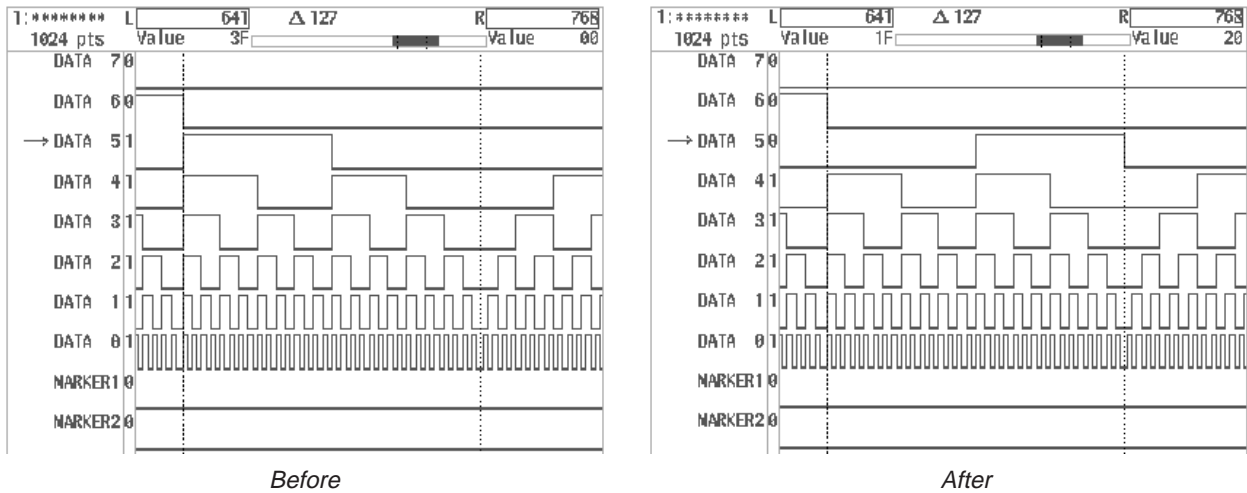 1:******** L 641 Δ 127 R 768
1024 pts Value 3F Value 00
DATA 7 0
DATA 6 0
→ DATA 5 1
DATA 4 1
DATA 3 1
DATA 2 1
DATA 1 1
DATA 0 1
MARKER1 0
MARKER2 0
Before
1:******** L 641 Δ 127 R 768
1024 pts Value 1F Value 20
DATA 7 0
DATA 6 0
→ DATA 5 0
DATA 4 1
DATA 3 1
DATA 2 1
DATA 1 1
DATA 0 1
MARKER1 0
MARKER2 0
After